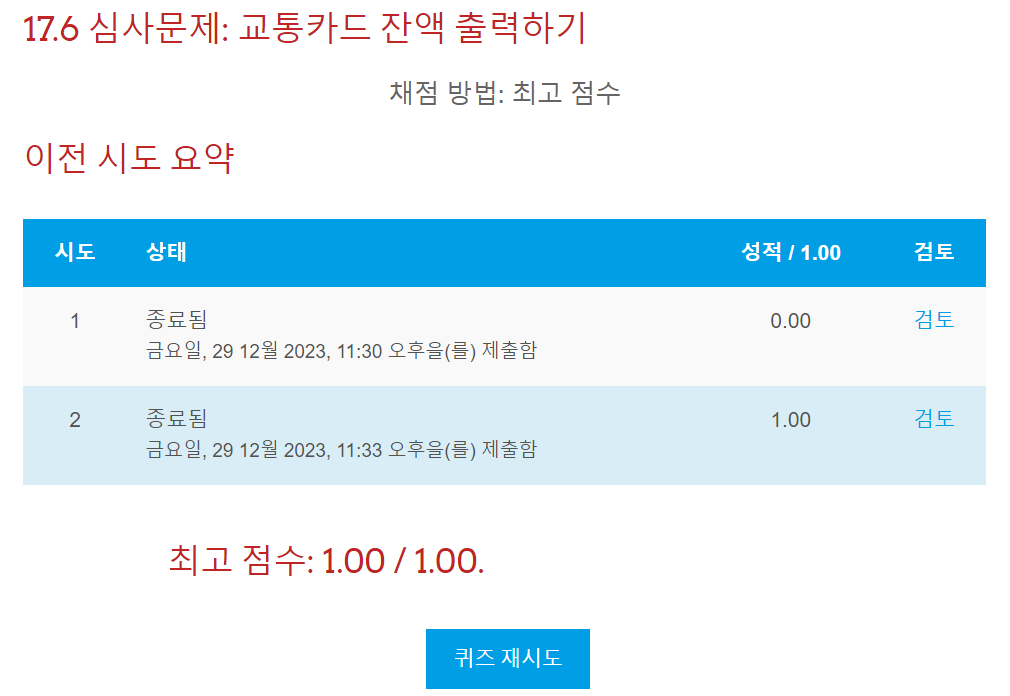 17.6 심사문제: 교통카드 잔액 출력하기
채점 방법: 최고 점수
이전 시도 요약
시도 상태 성적 / 1.00 검토
1 종료됨 0.00 검토
금요일, 29 12월 2023, 11:30 오후을(를) 제출함
2 종료됨 1.00 검토
금요일, 29 12월 2023, 11:33 오후을(를) 제출함
최고 점수: 1.00 / 1.00.
퀴즈 재시도